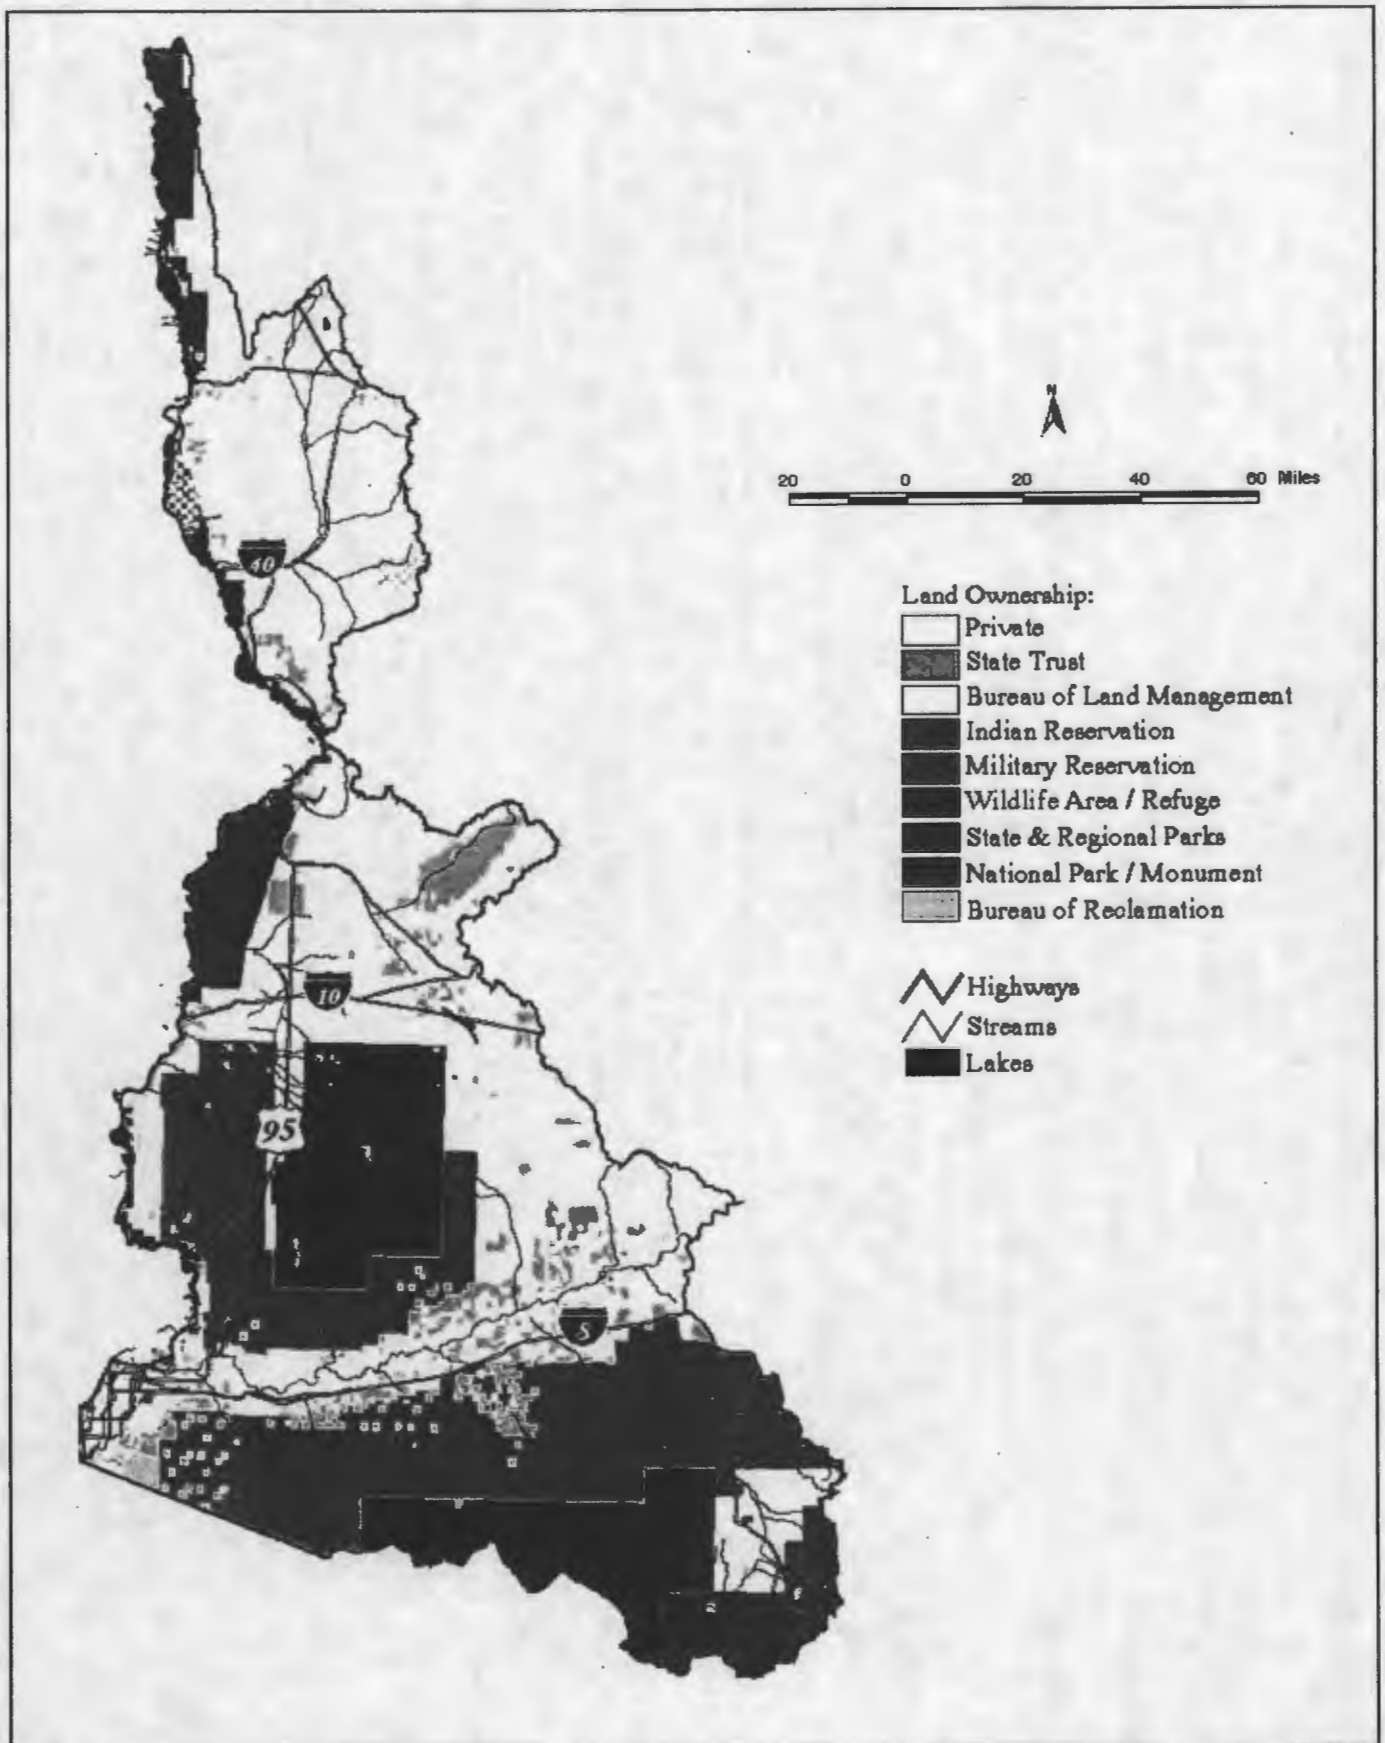 N
20 0 20 40 60 Miles
Land Ownership:
Private
State Trust
Bureau of Land Management
Indian Reservation
Military Reservation
Wildlife Area / Refuge
State & Regional Parks
National Park / Monument
Bureau of Reclamation
Highways
Streams
Lakes
40
10
95
5